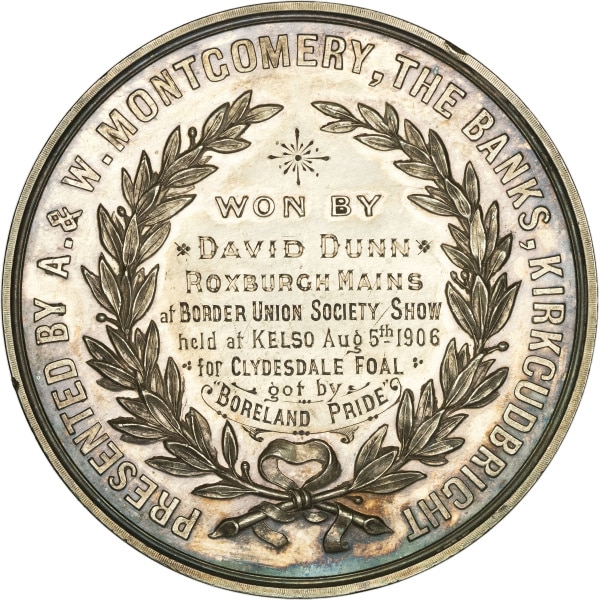 PRESENTED BY A. & W. MONTGOMERY, THE BANKS, KIRKCUDBRIGHT
WON BY
DAVID DUNN
ROXBURGH MAINS
at BORDER UNION SOCIETY SHOW
held at KELSO Aug 5th 1906
for CLYDESDALE FOAL
got by
"BORELAND PRIDE"